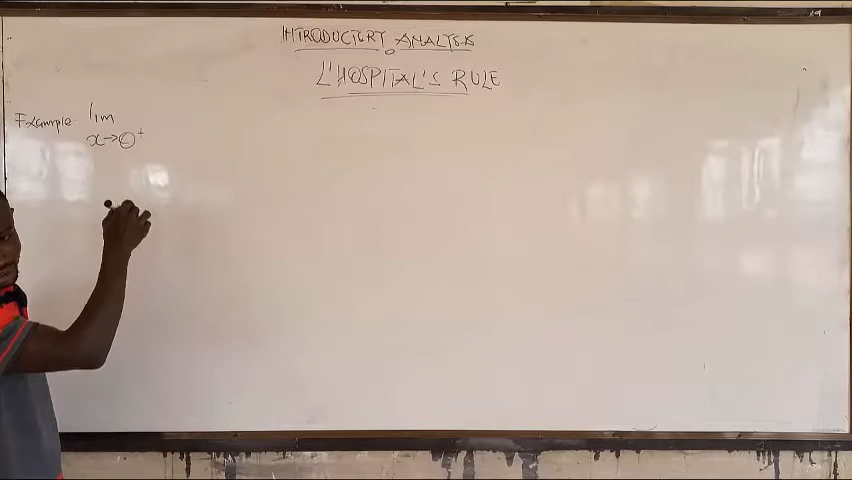 INTRODUCTORY ANALYSIS
L'HOSPITAL'S RULE
Example lim
x→0⁺